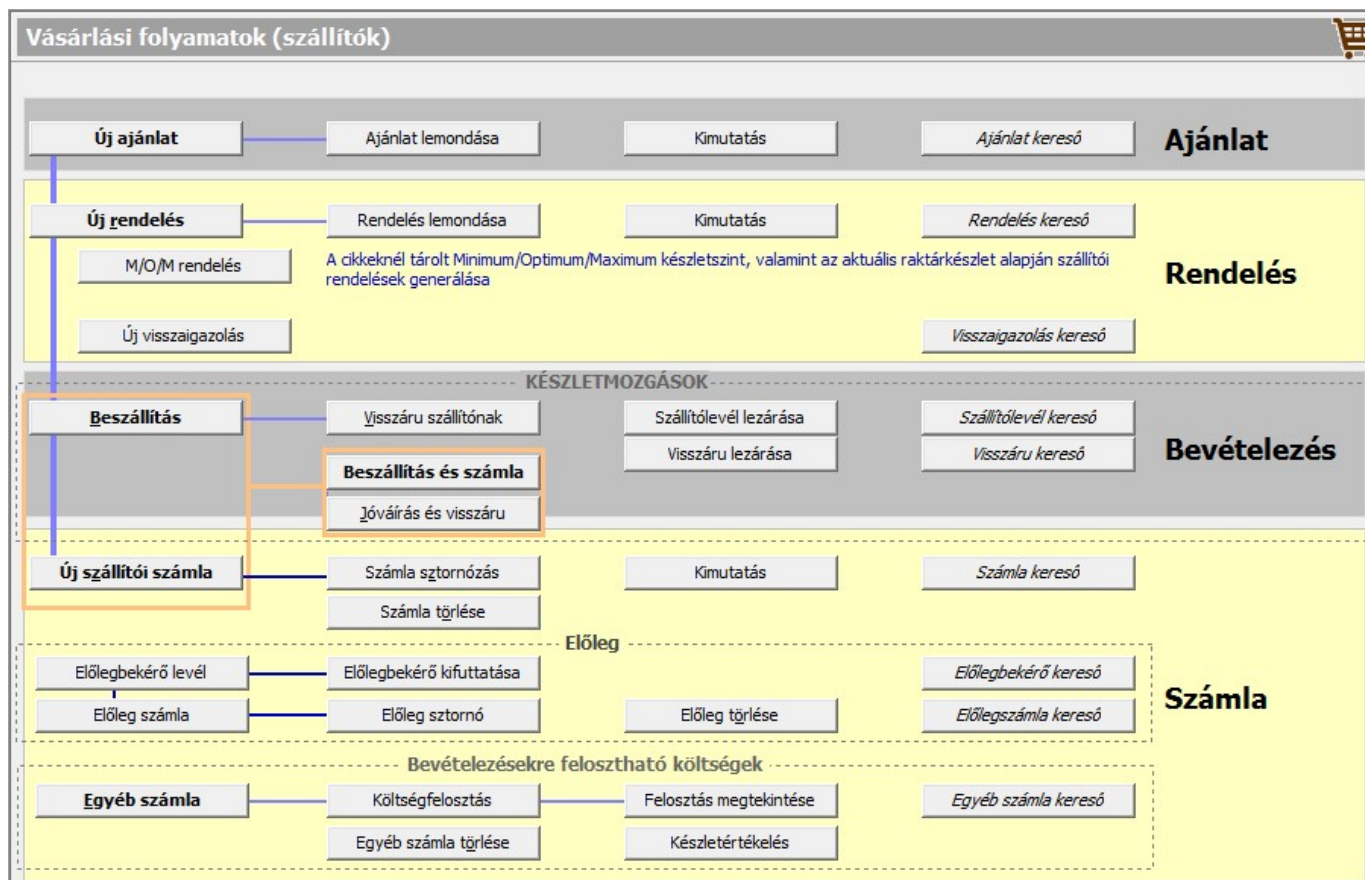 Vásárlási folyamatok (szállítók)
Új ajánlat
Ajánlat lemondása
Kimutatás
Ajánlat kereső
Ajánlat
Új rendelés
Rendelés lemondása
Kimutatás
Rendelés kereső
M/O/M rendelés
A cikkeknél tárolt Minimum/Optimum/Maximum készletszint, valamint az aktuális raktárkészlet alapján szállítói
rendelések generálása
Rendelés
Új visszaigazolás
Visszaigazolás kereső
KÉSZLETMOZGÁSOK
Beszállítás
Visszáru szállítónak
Szállítólevél lezárása
Szállítólevél kereső
Visszáru lezárása
Visszáru kereső
Bevételezés
Beszállítás és számla
Jóváírás és visszáru
Új szállítói számla
Számla sztornózás
Kimutatás
Számla kereső
Számla törlése
Előleg
Előlegbekérő levél
Előlegbekérő kifuttatása
Előlegbekérő kereső
Számla
Előleg számla
Előleg sztornó
Előleg törlése
Előlegszámla kereső
Bevételezésekre felosztható költségek
Egyéb számla
Költségfelosztás
Felosztás megtekintése
Egyéb számla kereső
Egyéb számla törlése
Készletértékelés